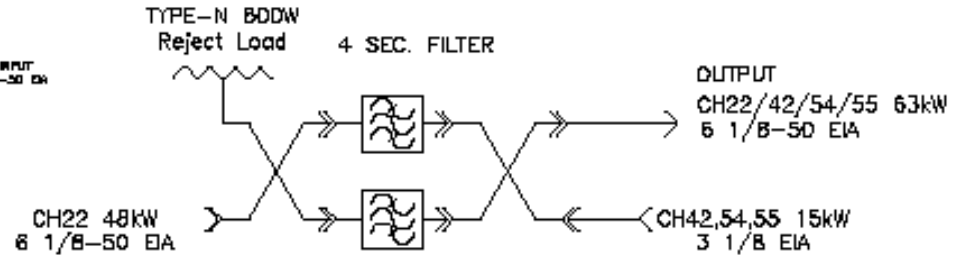 TYPE-N 800W
Reject Load
4 SEC. FILTER
OUTPUT
CH22/42/54/55 63kW
6 1/8-50 EIA
CH22 48kW
6 1/8-50 EIA
CH42,54,55 15kW
3 1/8 EIA